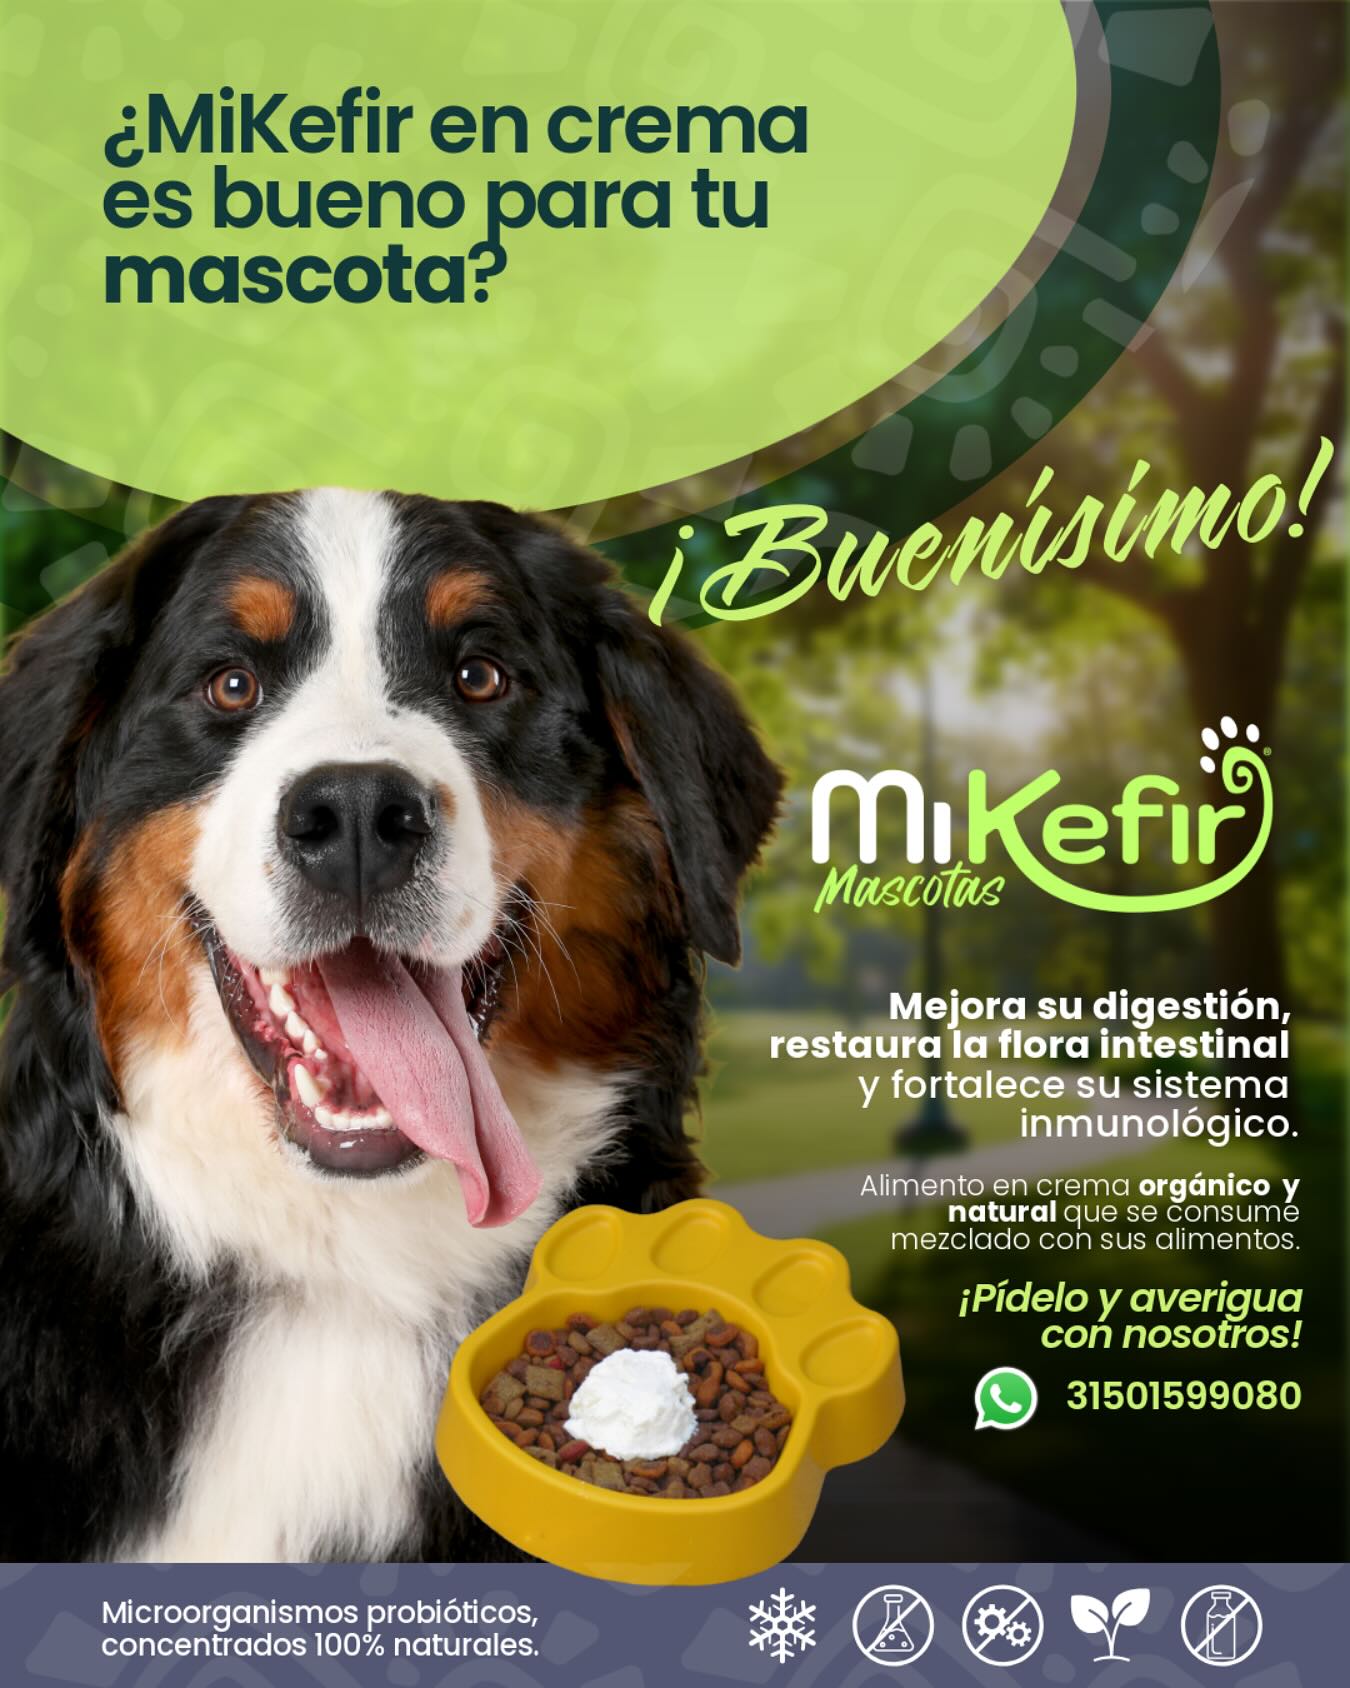 ¿MiKefir en crema
es bueno para tu
mascota?
¡Buenísimo!
MiKefir®
Mascotas
Mejora su digestión,
restaura la flora intestinal
y fortalece su sistema
inmunológico.
Alimento en crema orgánico y
natural que se consume
mezclado con sus alimentos.
¡Pídelo y averigua
con nosotros!
31501599080
Microorganismos probióticos,
concentrados 100% naturales.